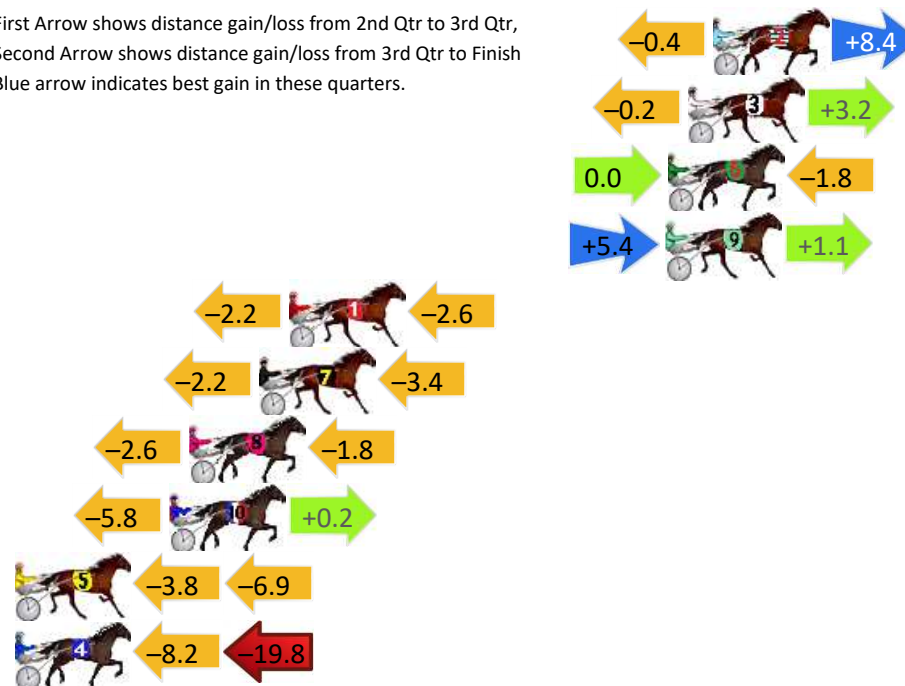 First Arrow shows distance gain/loss from 2nd Qtr to 3rd Qtr,
Second Arrow shows distance gain/loss from 3rd Qtr to Finish
Blue arrow indicates best gain in these quarters.
–0.4 2 +8.4
–0.2 3 +3.2
0.0 6 –1.8
+5.4 9 +1.1
–2.2 1 –2.6
–2.2 7 –3.4
–2.6 8 –1.8
–5.8 10 +0.2
5 –3.8 –6.9
4 –8.2 –19.8